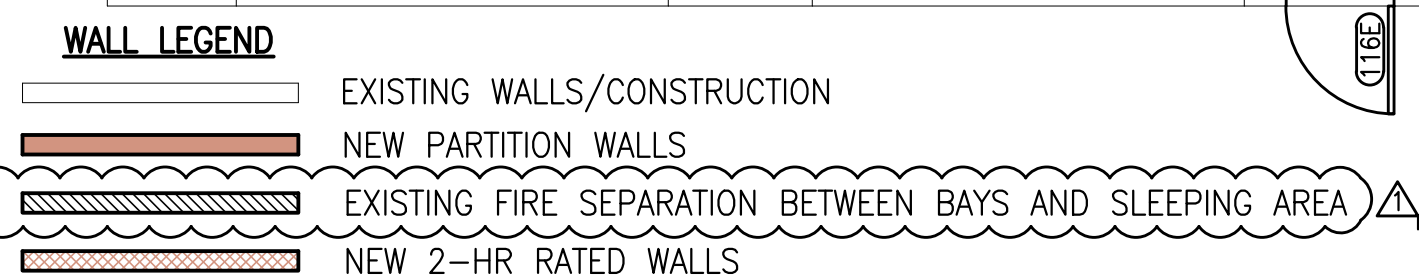 WALL LEGEND
116E
EXISTING WALLS/CONSTRUCTION
NEW PARTITION WALLS
EXISTING FIRE SEPARATION BETWEEN BAYS AND SLEEPING AREA
1
NEW 2-HR RATED WALLS